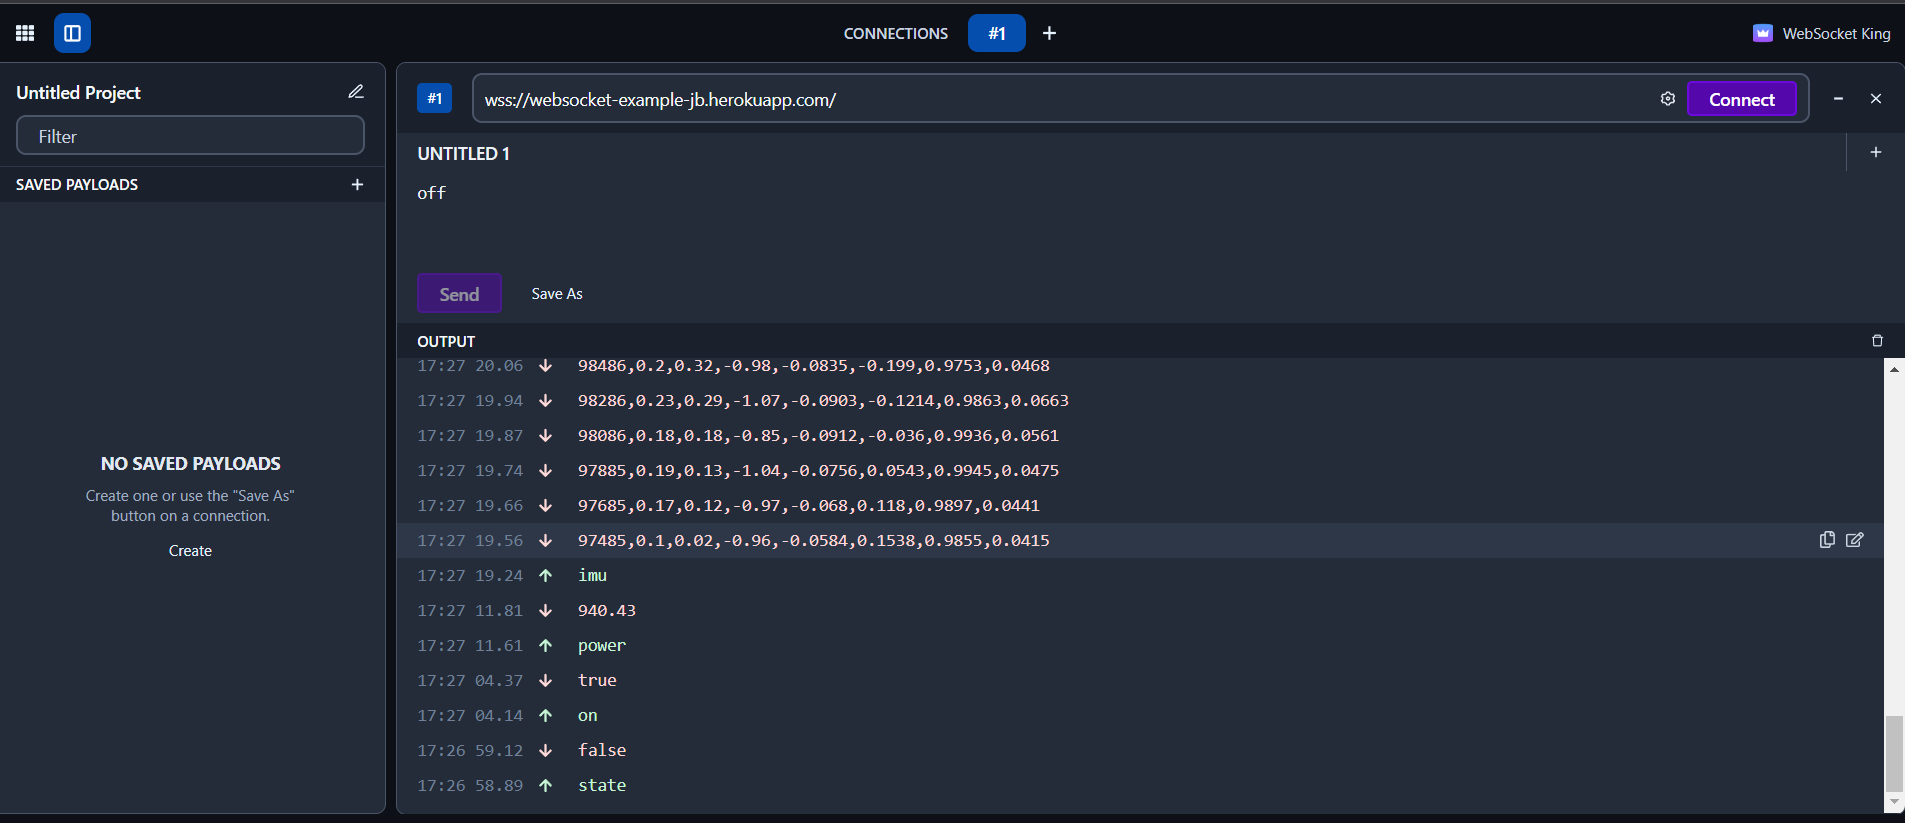 CONNECTIONS #1 + WebSocket King
Untitled Project
Filter
SAVED PAYLOADS +
NO SAVED PAYLOADS
Create one or use the "Save As"
button on a connection.
Create
#1 wss://websocket-example-jb.herokuapp.com/ Connect
UNTITLED 1 +
off
Send Save As
OUTPUT
17:27 20.06 ↓ 98486,0.2,0.32,-0.98,-0.0835,-0.199,0.9753,0.0468
17:27 19.94 ↓ 98286,0.23,0.29,-1.07,-0.0903,-0.1214,0.9863,0.0663
17:27 19.87 ↓ 98086,0.18,0.18,-0.85,-0.0912,-0.036,0.9936,0.0561
17:27 19.74 ↓ 97885,0.19,0.13,-1.04,-0.0756,0.0543,0.9945,0.0475
17:27 19.66 ↓ 97685,0.17,0.12,-0.97,-0.068,0.118,0.9897,0.0441
17:27 19.56 ↓ 97485,0.1,0.02,-0.96,-0.0584,0.1538,0.9855,0.0415
17:27 19.24 ↑ imu
17:27 11.81 ↓ 940.43
17:27 11.61 ↑ power
17:27 04.37 ↓ true
17:27 04.14 ↑ on
17:26 59.12 ↓ false
17:26 58.89 ↑ state